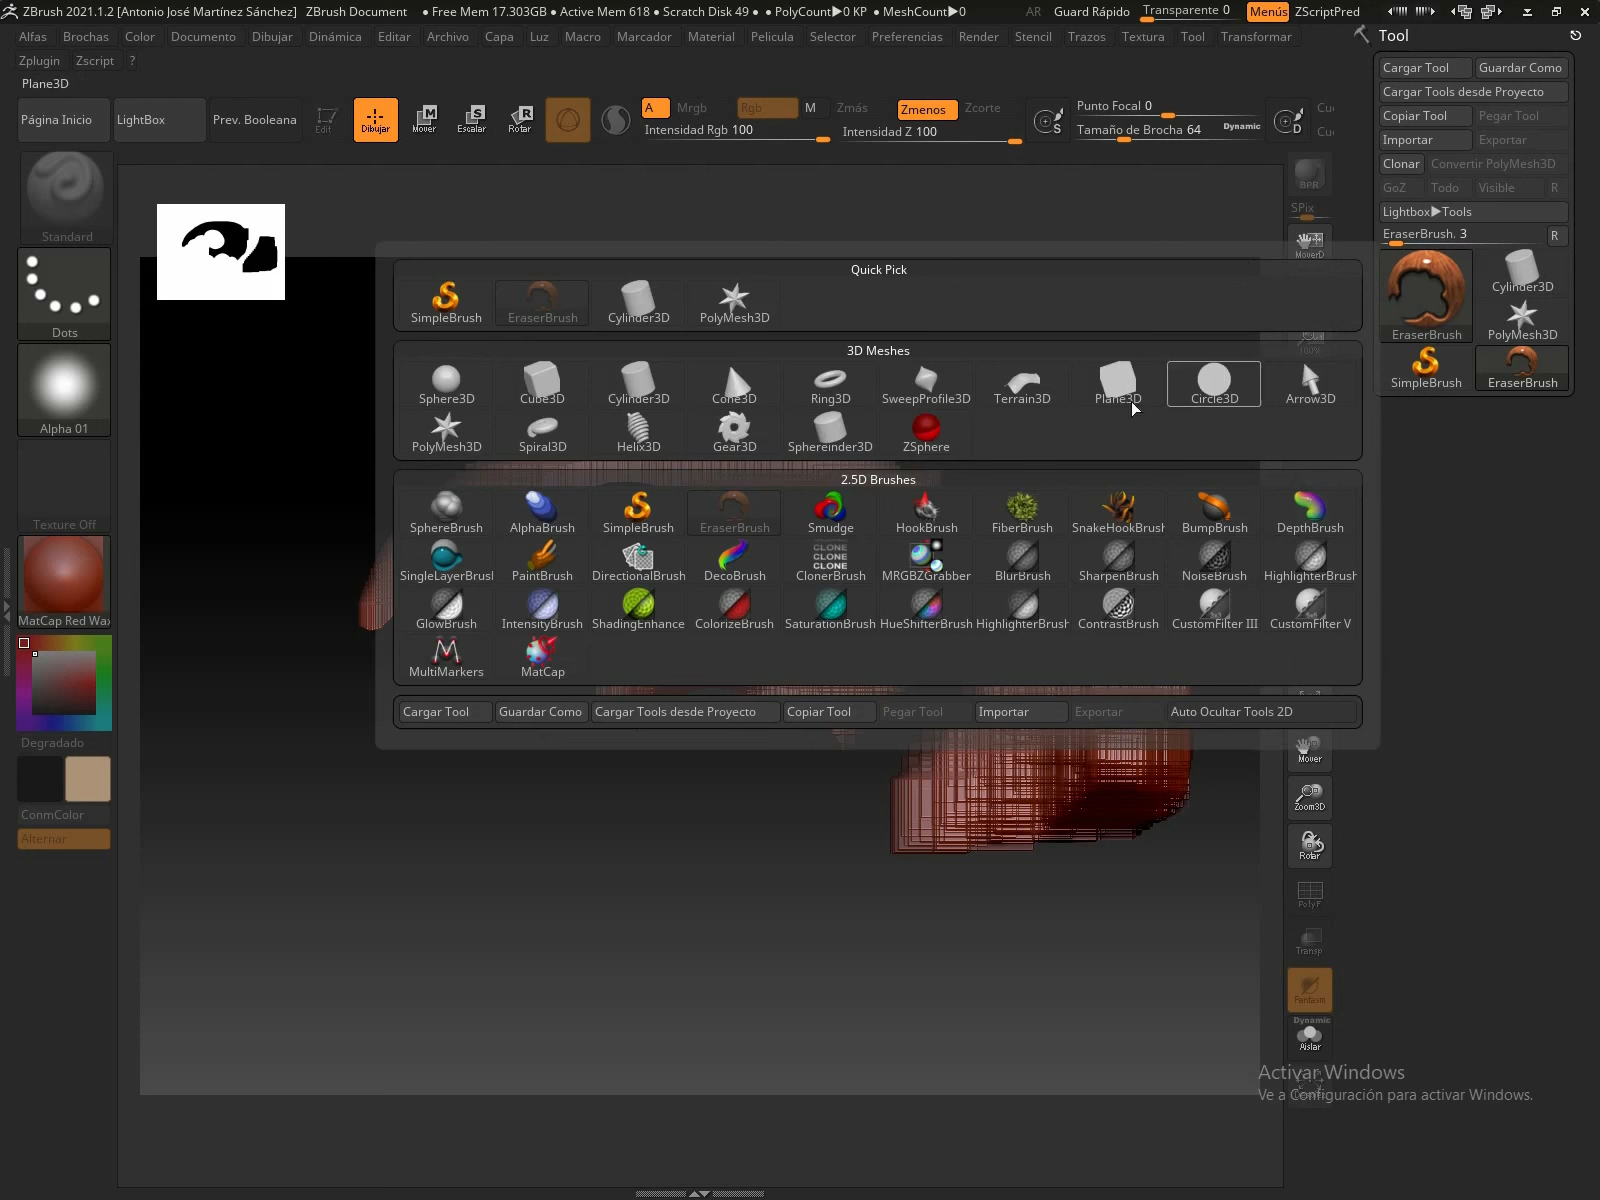 ZBrush 2021.1.2 [Antonio José Martínez Sánchez]   ZBrush Document   • Free Mem 17.303GB • Active Mem 618 • Scratch Disk 49 •  • PolyCount▶0 KP  • MeshCount▶0   AR   Guard Rápido   Transparente 0   Menús   ZScriptPred
Alfas Brochas Color Documento Dibujar Dinámica Editar Archivo Capa Luz Macro Marcador Material Pelicula Selector Preferencias Render Stencil Trazos Textura Tool Transformar
Zplugin Zscript ?
Plane3D
Página Inicio LightBox Prev. Booleana Edit Dibujar Mover Escalar Rotar
A Mrgb Rgb M Zmás Zmenos Zcorte
Intensidad Rgb 100 Intensidad Z 100
S
Punto Focal 0
Tamaño de Brocha 64 Dynamic
D
Cu
Cu
Standard
Dots
Alpha 01
Texture Off
MatCap Red Wax
Degradado
ConmColor
Alternar
Quick Pick
SimpleBrush EraserBrush Cylinder3D PolyMesh3D
3D Meshes
Sphere3D Cube3D Cylinder3D Cone3D Ring3D SweepProfile3D Terrain3D Plane3D Circle3D Arrow3D
PolyMesh3D Spiral3D Helix3D Gear3D Sphereinder3D ZSphere
2.5D Brushes
SphereBrush AlphaBrush SimpleBrush EraserBrush Smudge HookBrush FiberBrush SnakeHookBrush BumpBrush DepthBrush
CLONE
CLONE
CLONE
SingleLayerBrusl PaintBrush DirectionalBrush DecoBrush ClonerBrush MRGBZGrabber BlurBrush SharpenBrush NoiseBrush HighlighterBrush
GlowBrush IntensityBrush ShadingEnhance ColorizeBrush SaturationBrush HueShifterBrush HighlighterBrush ContrastBrush CustomFilter III CustomFilter V
MultiMarkers MatCap
Cargar Tool Guardar Como Cargar Tools desde Proyecto Copiar Tool Pegar Tool Importar Exportar Auto Ocultar Tools 2D
BPR
SPix
MoverD
100%
Mover
Zoom3D
Rotar
PolyF
Transp
Fantasm
Dynamic
Aislar
Tool
Cargar Tool Guardar Como
Cargar Tools desde Proyecto
Copiar Tool Pegar Tool
Importar Exportar
Clonar Convertir PolyMesh3D
GoZ Todo Visible R
Lightbox▶Tools
EraserBrush. 3 R
EraserBrush Cylinder3D
PolyMesh3D
SimpleBrush EraserBrush
Activar Windows
Ve a Configuración para activar Windows.